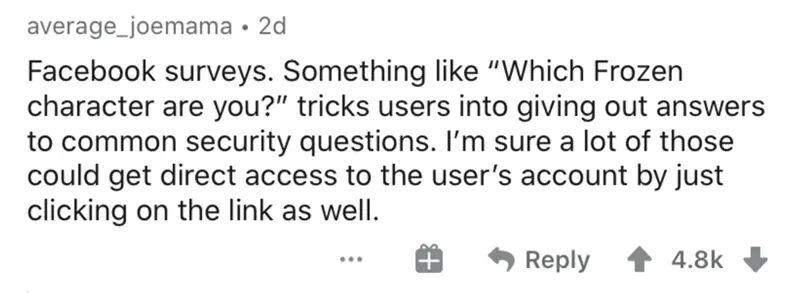 average_joemama • 2d
Facebook surveys. Something like “Which Frozen
character are you?” tricks users into giving out answers
to common security questions. I’m sure a lot of those
could get direct access to the user’s account by just
clicking on the link as well.
... Reply 4.8k